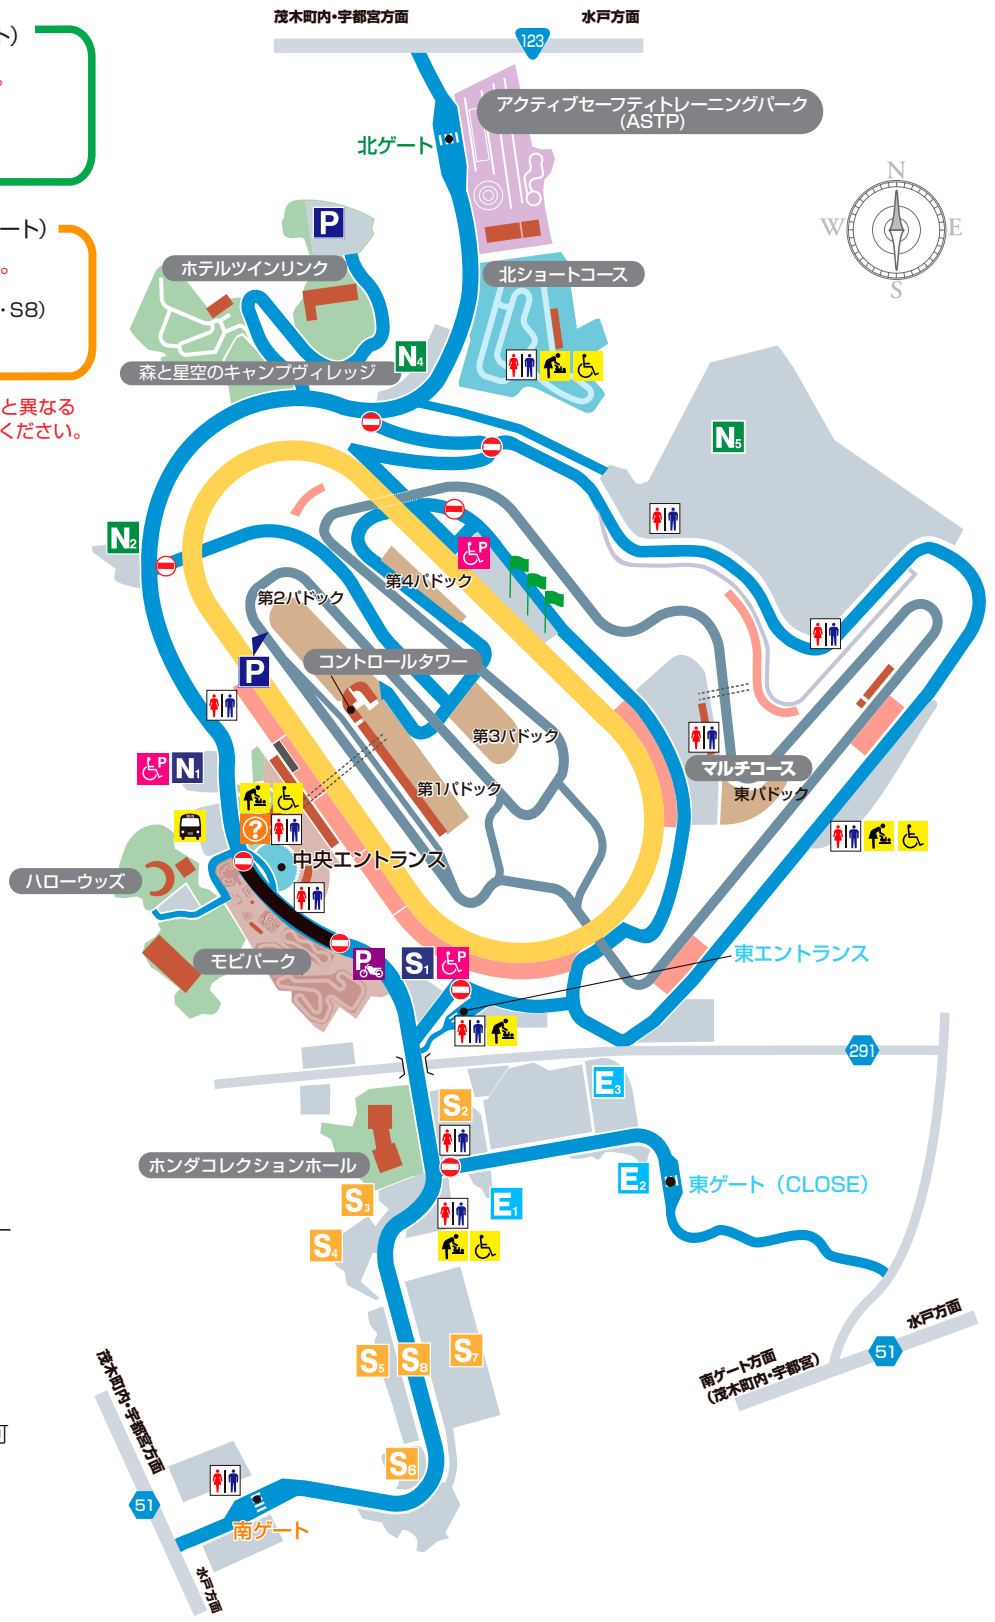 茂木町内・宇都宮方面
水戸方面
123
ト）
。
アクティブセーフティトレーニングパーク
(ASTP)
北ゲート
N
W
E
S
P
ート）
。
・S8）
ホテルツインリンク
北ショートコース
森と星空のキャンプヴィレッジ
N4
と異なる
ください。
N5
N2
P
第4パドック
第2パドック
コントロールタワー
P
第3パドック
マルチコース
東パドック
第1パドック
P
N1
?
中央エントランス
ハローウッズ
モビパーク
P
S1
P
東エントランス
291
E3
S2
ホンダコレクションホール
E2
東ゲート（CLOSE）
S3
E1
S4
水戸方面
51
南ゲート方面
（茂木町内・宇都宮）
S5
S8
S7
茂木町内・宇都宮方面
可
S6
51
南ゲート
水戸方面